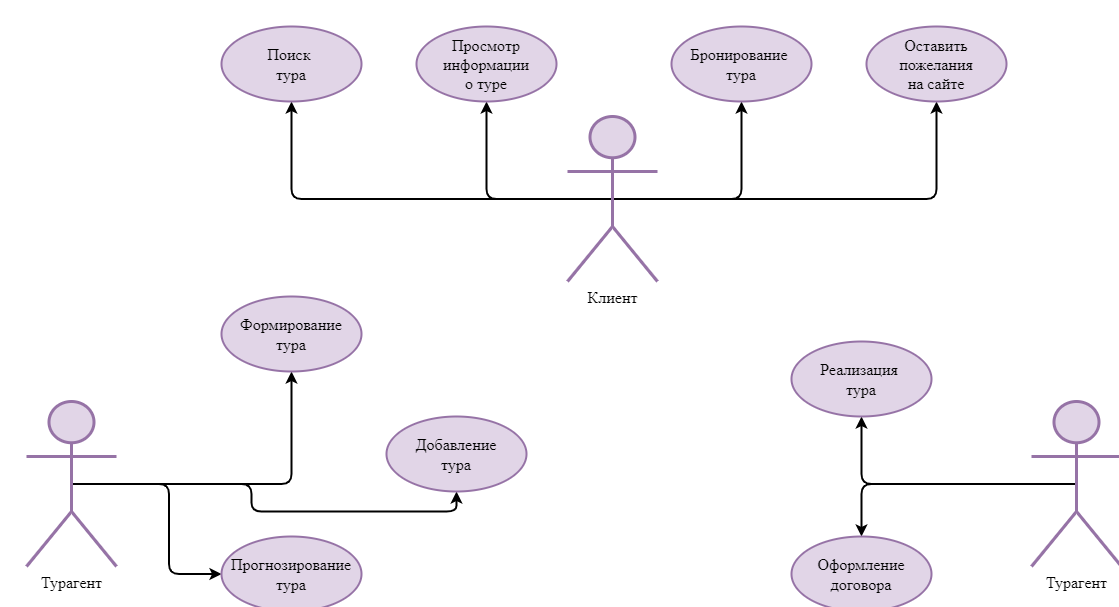 Поиск
тура
Просмотр
информации
о туре
Бронирование
тура
Оставить
пожелания
на сайте
Клиент
Формирование
тура
Добавление
тура
Прогнозирование
тура
Турагент
Реализация
тура
Оформление
договора
Турагент